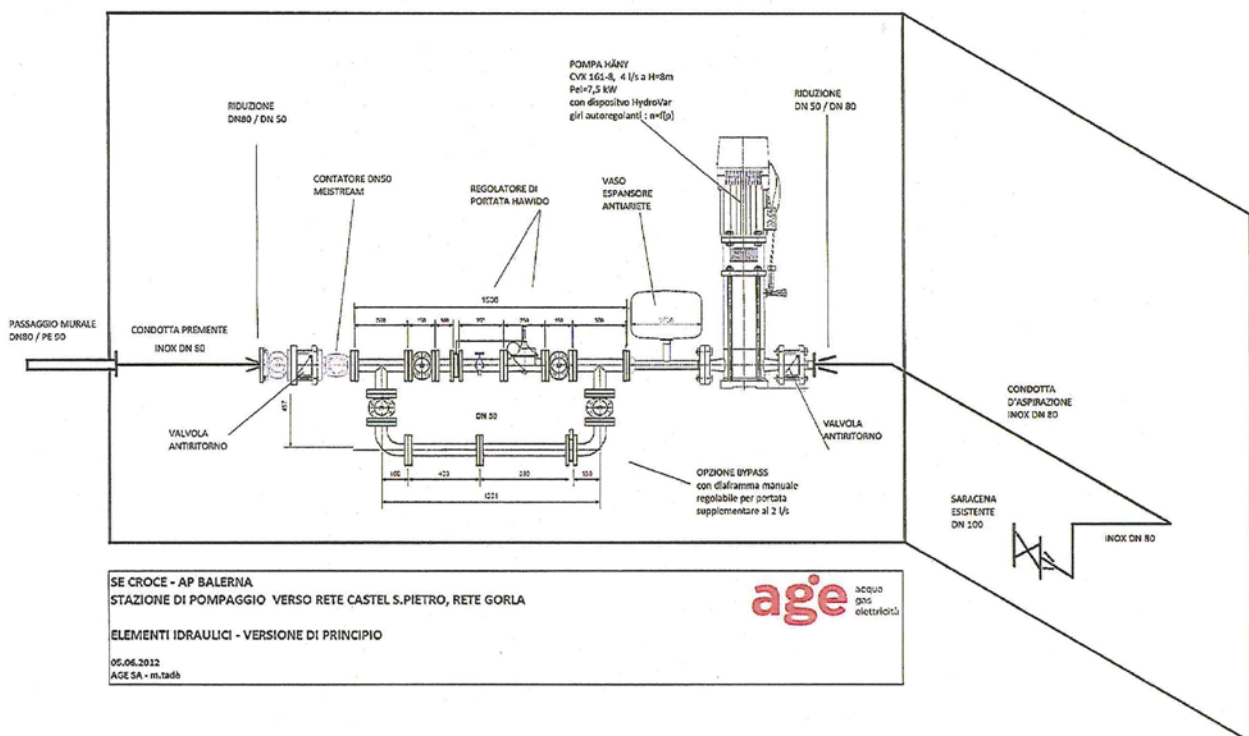 POMPA HÄNY
CVX 161-8, 4 l/s a H=8m
Pel=7,5 kW
con dispositvo HydroVar
giri autoregolanti : n=f(p)
RIDUZIONE
DN80 / DN 50
RIDUZIONE
DN 50 / DN 80
CONTATORE DN50
MEISTREAM
REGOLATORE DI
PORTATA HAWIDO
VASO
ESPANSORE
ANTIARIETE
PASSAGGIO MURALE
DN80 / PE 90
CONDOTTA PREMENTE
INOX DN 80
VALVOLA
ANTIRITORNO
DN 50
VALVOLA
ANTIRITORNO
CONDOTTA
D'ASPIRAZIONE
INOX DN 80
OPZIONE BYPASS
con diaframma manuale
regolabile per portata
supplementare ai 2 l/s
SARACENA
ESISTENTE
DN 100
INOX DN 80
SE CROCE - AP BALERNA
STAZIONE DI POMPAGGIO VERSO RETE CASTEL S.PIETRO, RETE GORLA
ELEMENTI IDRAULICI - VERSIONE DI PRINCIPIO
05.06.2012
AGE SA - m.tadè
age
acqua
gas
elettricità